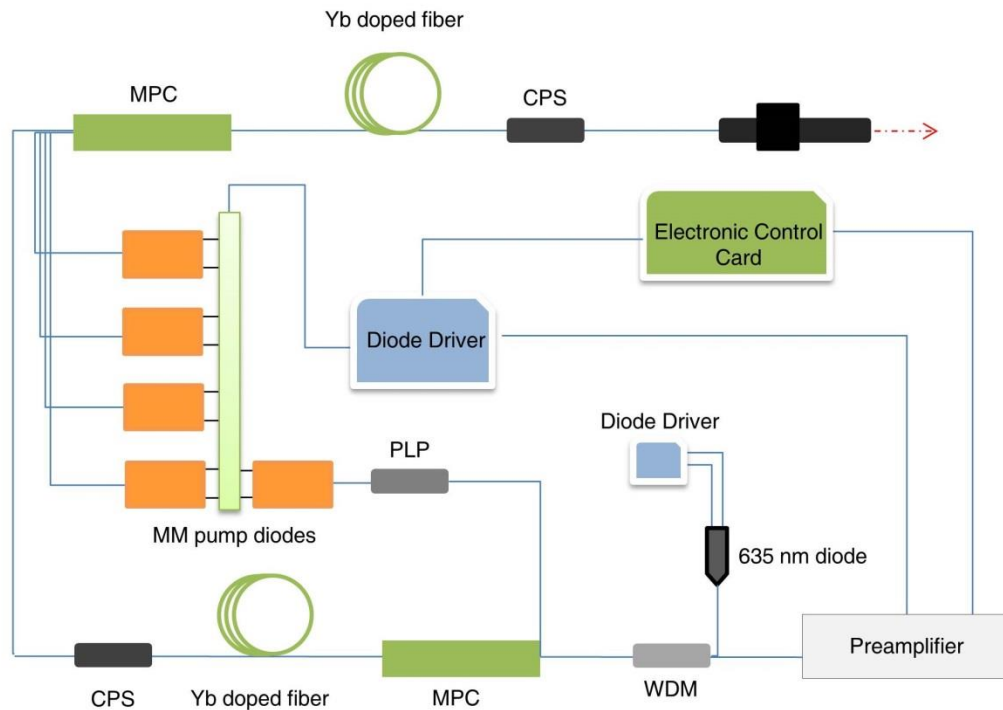 Yb doped fiber
MPC
CPS
Electronic Control
Card
Diode Driver
Diode Driver
PLP
MM pump diodes
635 nm diode
Preamplifier
CPS
Yb doped fiber
MPC
WDM